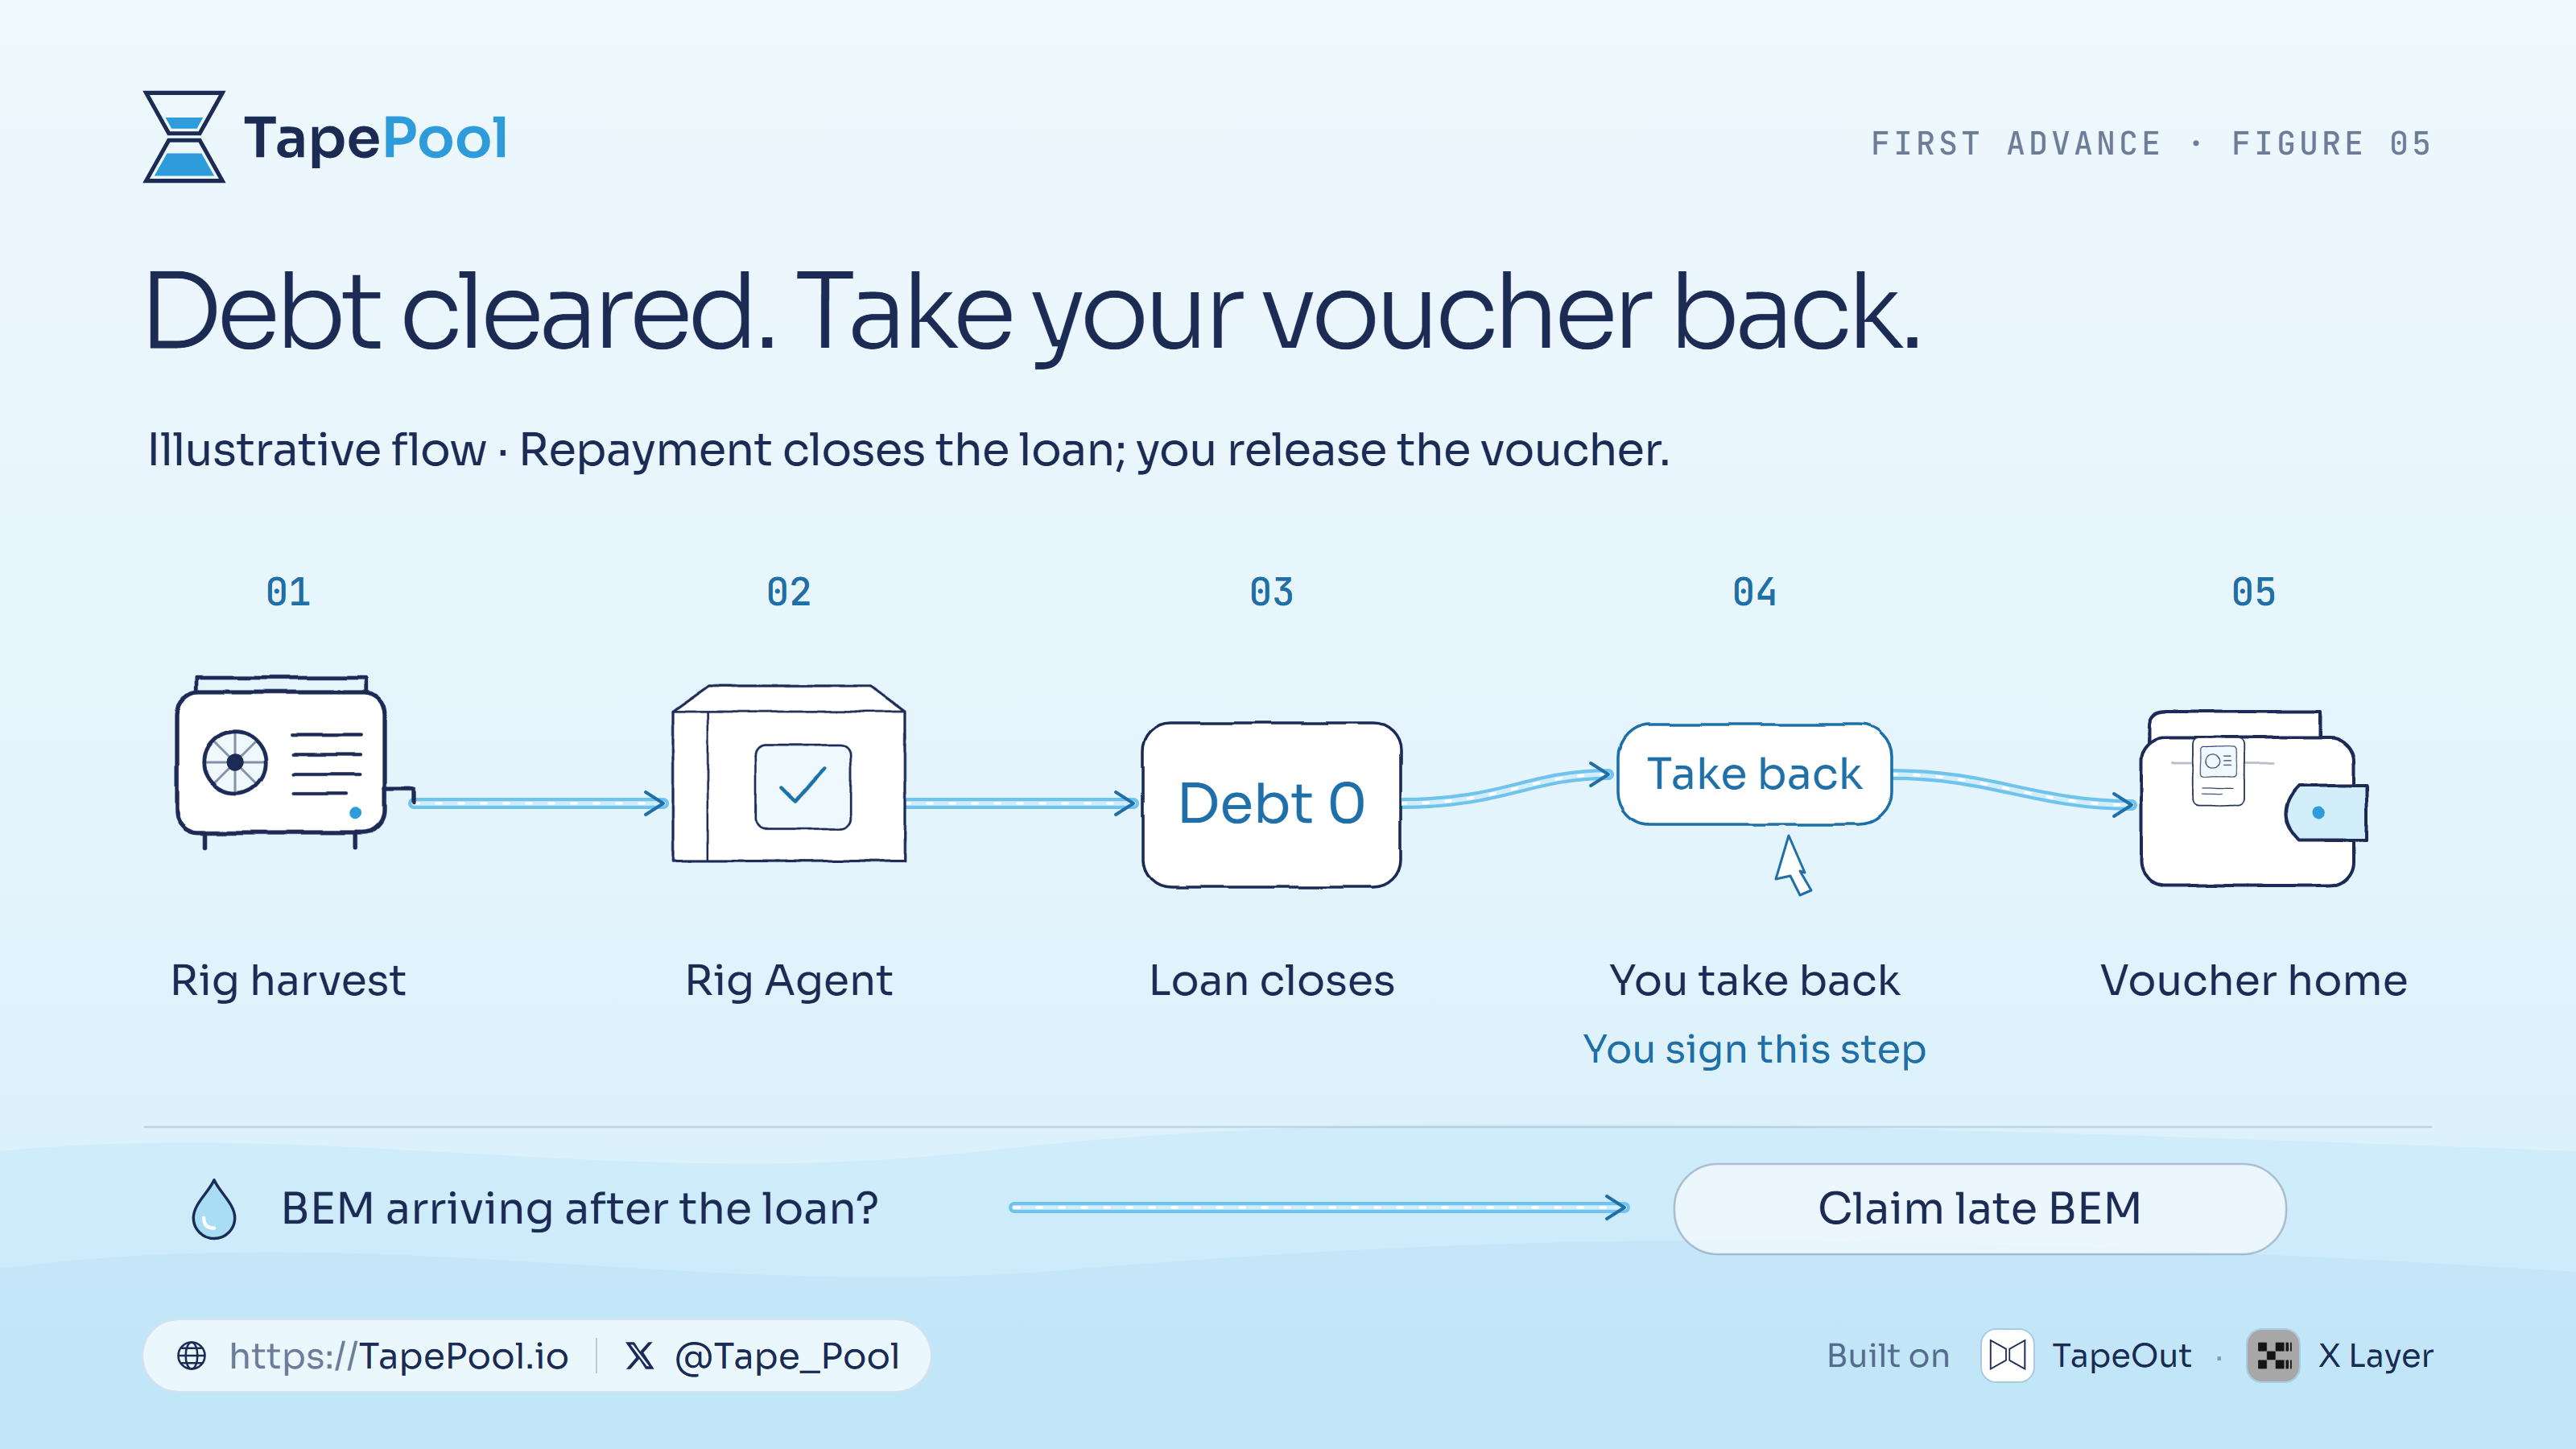 TapePool
FIRST ADVANCE · FIGURE 05
Debt cleared. Take your voucher back.
Illustrative flow · Repayment closes the loan; you release the voucher.
01 02 03 04 05
Debt 0
Take back
Rig harvest
Rig Agent
Loan closes
You take back
You sign this step
Voucher home
BEM arriving after the loan?
Claim late BEM
https://TapePool.io
@Tape_Pool
Built on TapeOut · X Layer